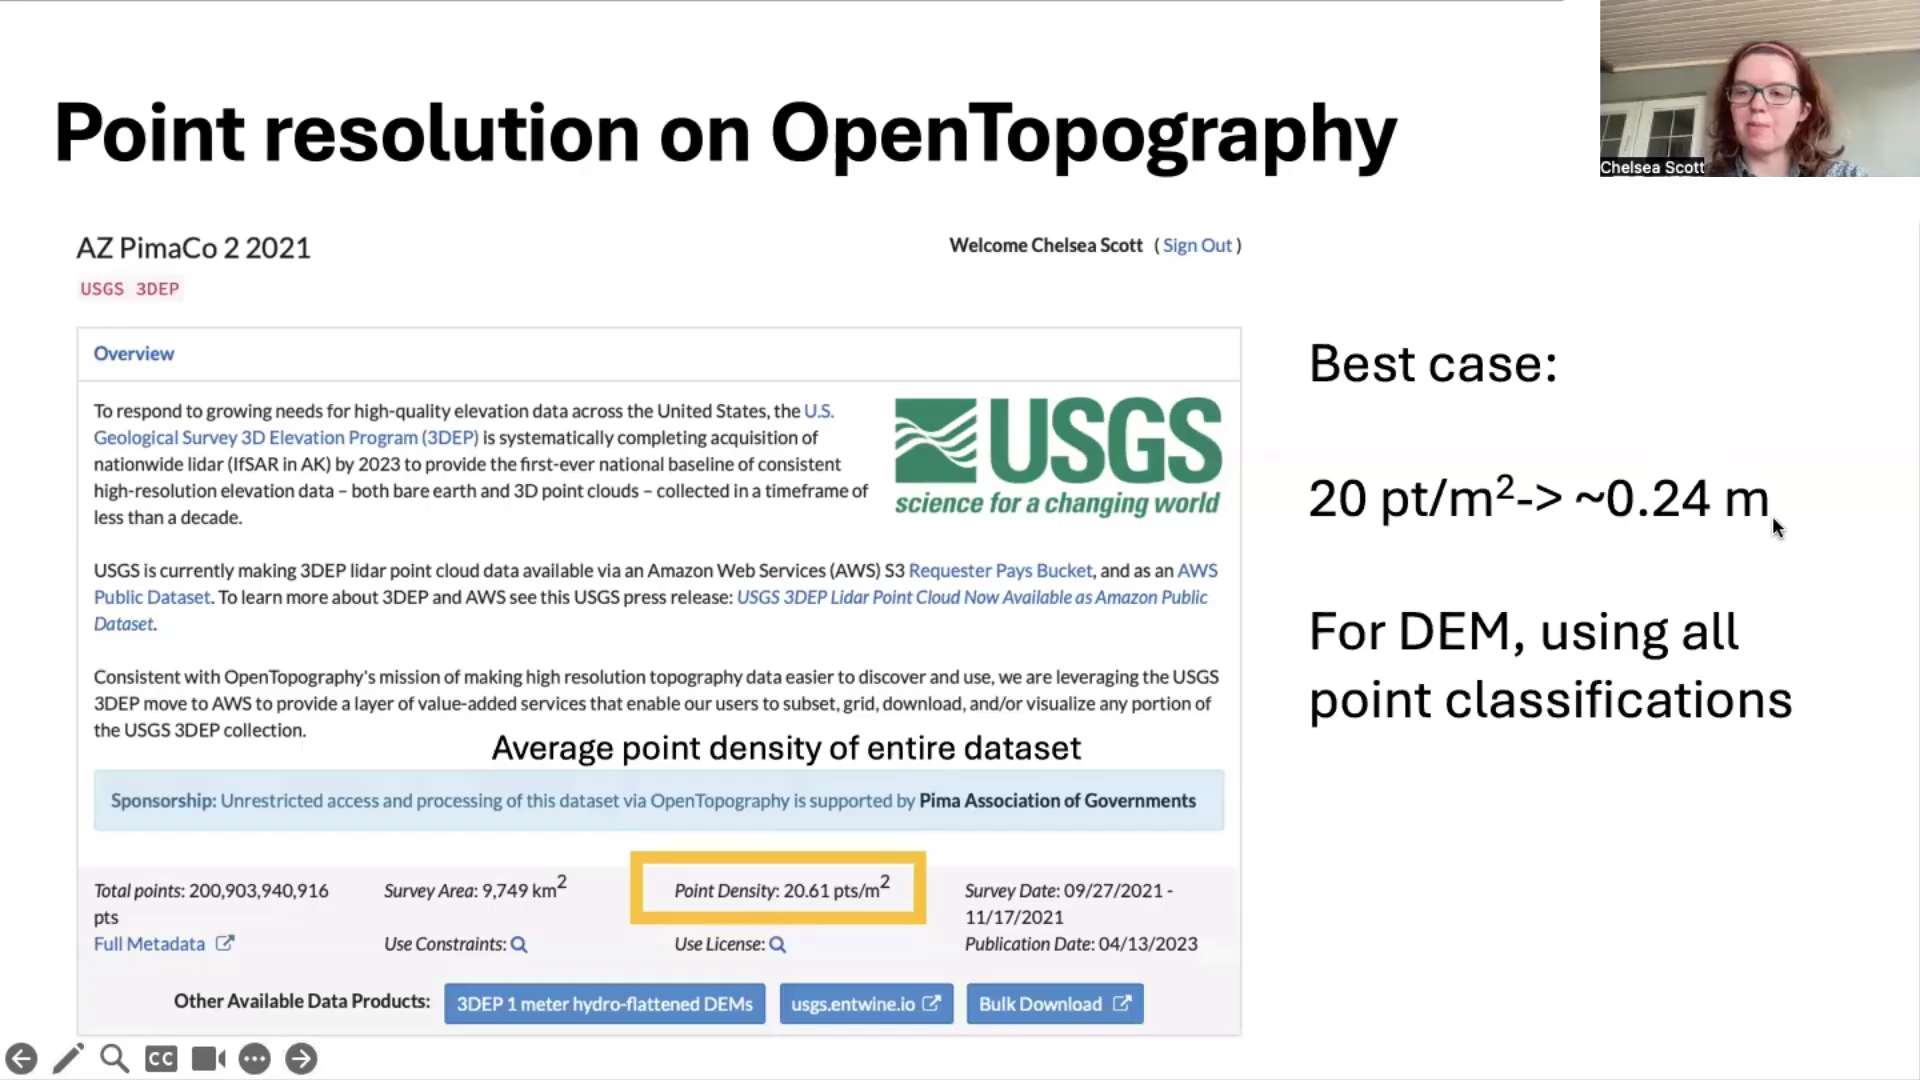 Point resolution on OpenTopography
Chelsea Scott
AZ PimaCo 2 2021
Welcome Chelsea Scott ( Sign Out )
USGS 3DEP
Overview
To respond to growing needs for high-quality elevation data across the United States, the U.S.
Geological Survey 3D Elevation Program (3DEP) is systematically completing acquisition of
nationwide lidar (IfSAR in AK) by 2023 to provide the first-ever national baseline of consistent
high-resolution elevation data – both bare earth and 3D point clouds – collected in a timeframe of
less than a decade.
USGS
science for a changing world
USGS is currently making 3DEP lidar point cloud data available via an Amazon Web Services (AWS) S3 Requester Pays Bucket, and as an AWS
Public Dataset. To learn more about 3DEP and AWS see this USGS press release: USGS 3DEP Lidar Point Cloud Now Available as Amazon Public
Dataset.
Consistent with OpenTopography's mission of making high resolution topography data easier to discover and use, we are leveraging the USGS
3DEP move to AWS to provide a layer of value-added services that enable our users to subset, grid, download, and/or visualize any portion of
the USGS 3DEP collection.
Average point density of entire dataset
Sponsorship: Unrestricted access and processing of this dataset via OpenTopography is supported by Pima Association of Governments
Total points: 200,903,940,916
pts
Survey Area: 9,749 km²
Point Density: 20.61 pts/m²
Survey Date: 09/27/2021 -
11/17/2021
Full Metadata
Use Constraints:
Use License:
Publication Date: 04/13/2023
Other Available Data Products:
3DEP 1 meter hydro-flattened DEMs
usgs.entwine.io
Bulk Download
Best case:
20 pt/m²-> ~0.24 m
For DEM, using all
point classifications
CC